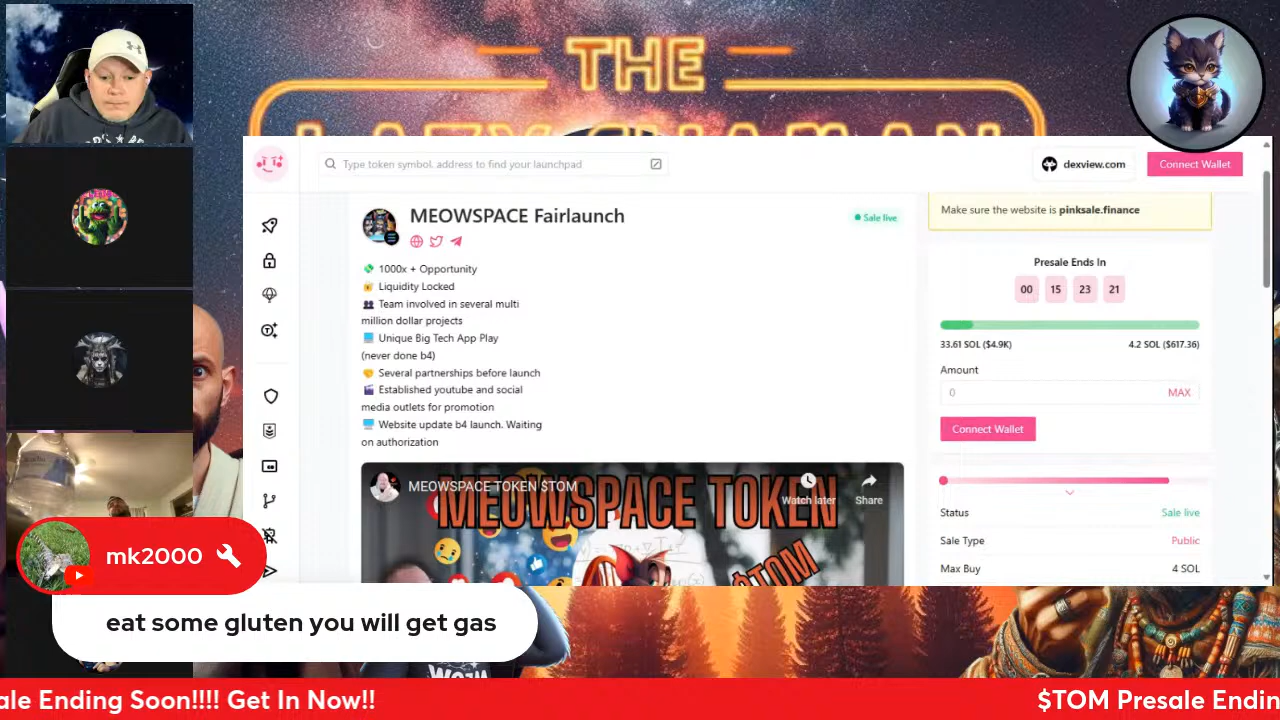 THE
LAZY SHAMAN
Type token symbol, address to find your launchpad
dexview.com
Connect Wallet
MEOWSPACE Fairlaunch
Sale live
1000x + Opportunity
Liquidity Locked
Team involved in several multi
million dollar projects
Unique Big Tech App Play
(never done b4)
Several partnerships before launch
Established youtube and social
media outlets for promotion
Website update b4 launch. Waiting
on authorization
MEOWSPACE TOKEN $TOM
Watch later
Share
MEOWSPACE TOKEN
$TOM
Make sure the website is pinksale.finance
Presale Ends In
00 15 23 21
33.61 SOL ($4.9K) 4.2 SOL ($617.36)
Amount
0 MAX
Connect Wallet
Status Sale live
Sale Type Public
Max Buy 4 SOL
mk2000
eat some gluten you will get gas
ale Ending Soon!!!! Get In Now!! $TOM Presale Endin